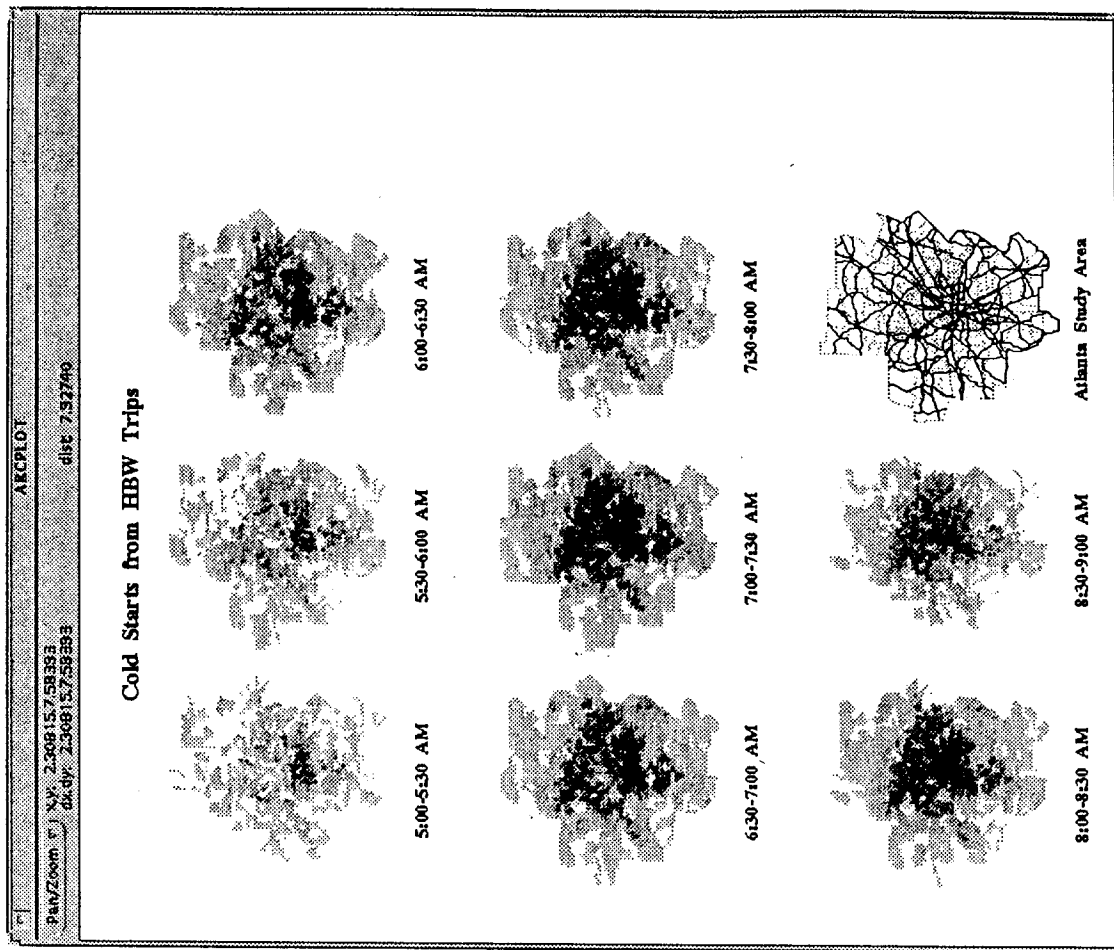 ARCPLOT
Pan/Zoom x,y: 2.30815,7.58393
dx,dy: 2.30815,7.58393 dist: 7.32740
Cold Starts from HBW Trips
5:00-5:30 AM
5:30-6:00 AM
6:00-6:30 AM
6:30-7:00 AM
7:00-7:30 AM
7:30-8:00 AM
8:00-8:30 AM
8:30-9:00 AM
Atlanta Study Area